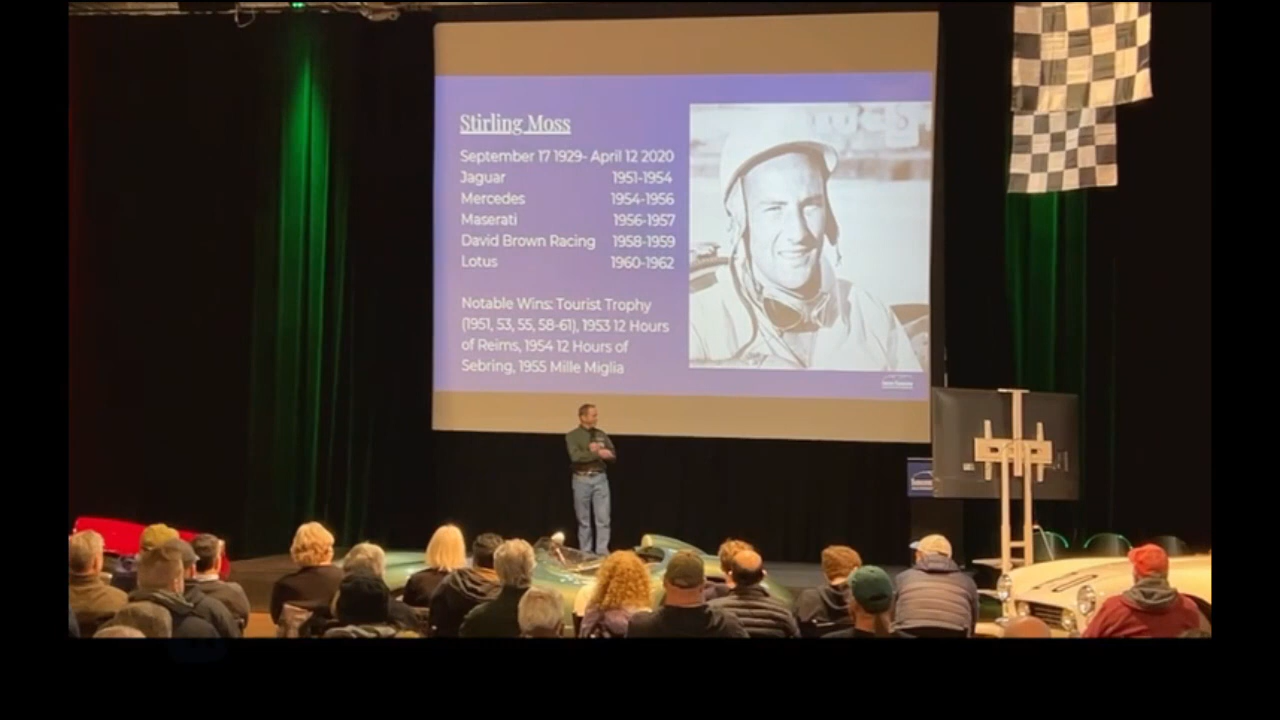 Stirling Moss
September 17 1929- April 12 2020
Jaguar 1951-1954
Mercedes 1954-1956
Maserati 1956-1957
David Brown Racing 1958-1959
Lotus 1960-1962
Notable Wins: Tourist Trophy
(1951, 53, 55, 58-61), 1953 12 Hours
of Reims, 1954 12 Hours of
Sebring, 1955 Mille Miglia